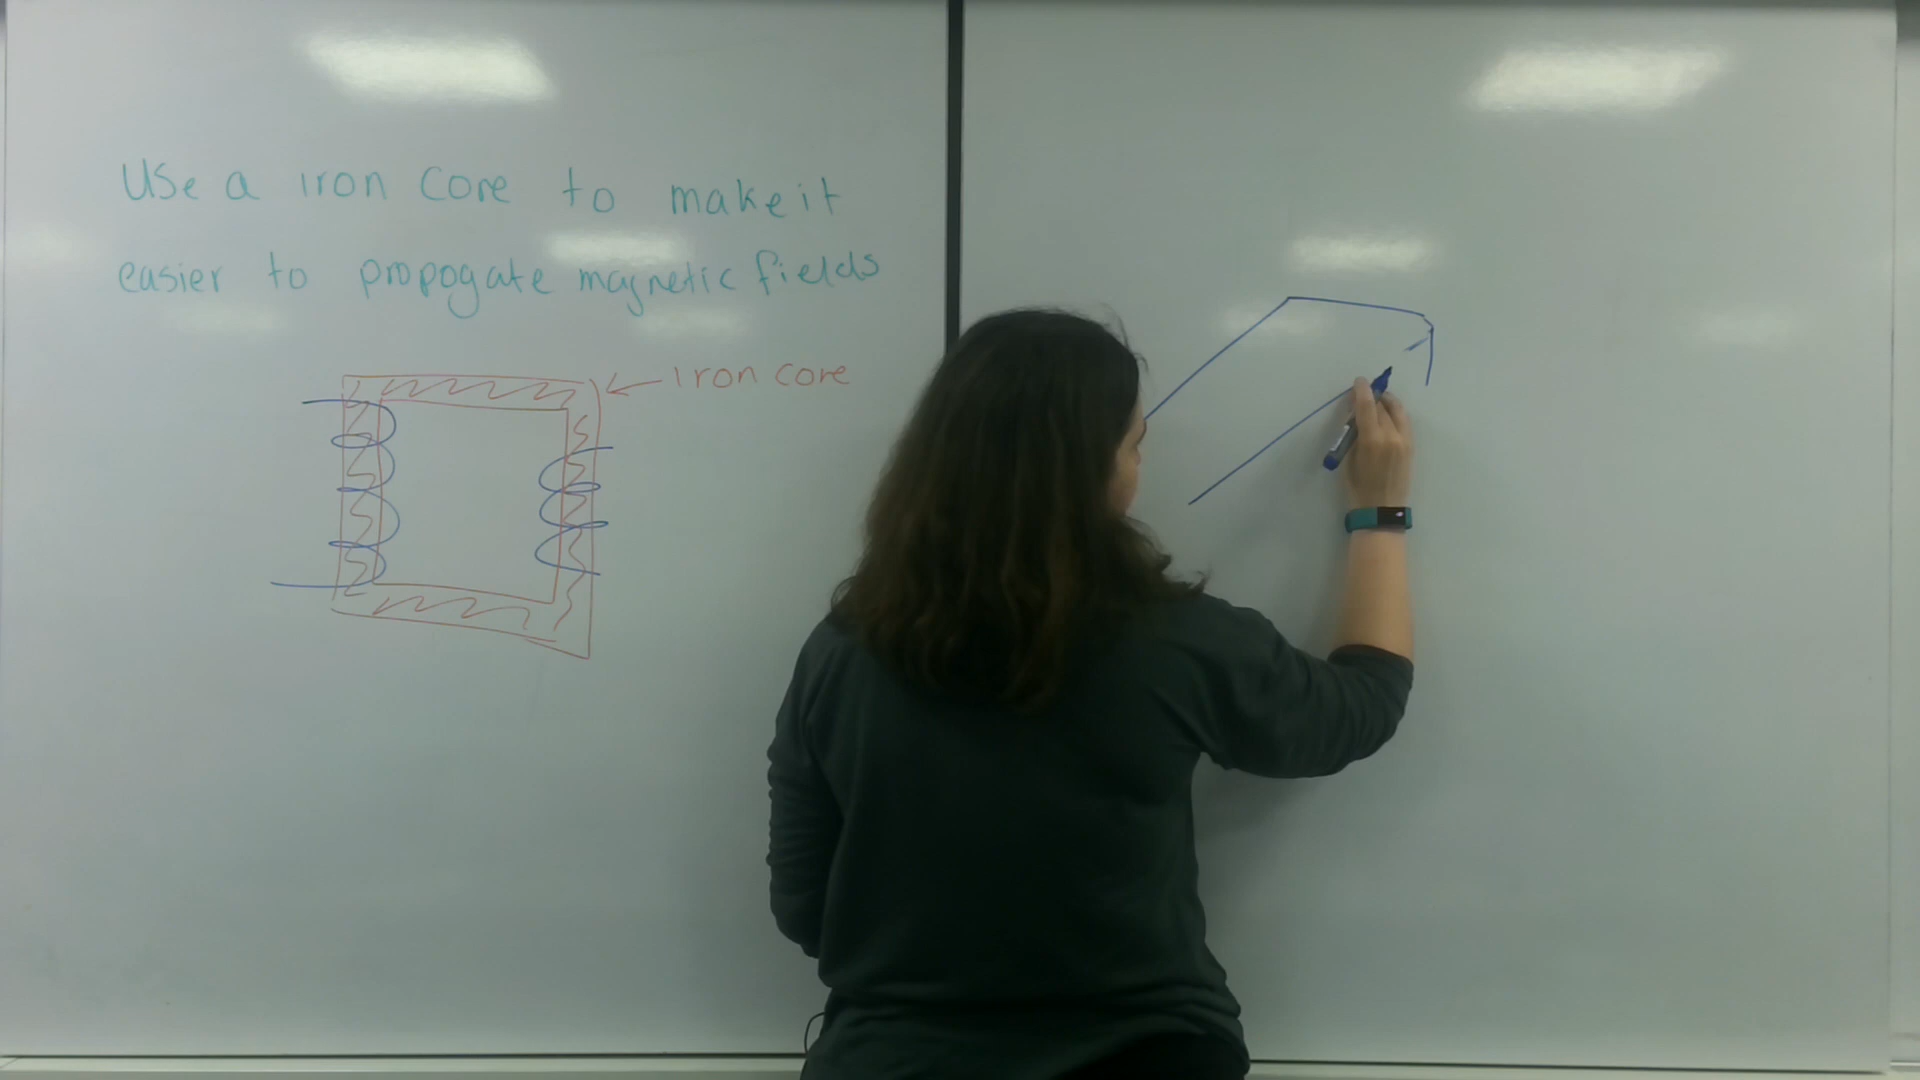 Use a iron core to make it
easier to propogate magnetic fields
iron core